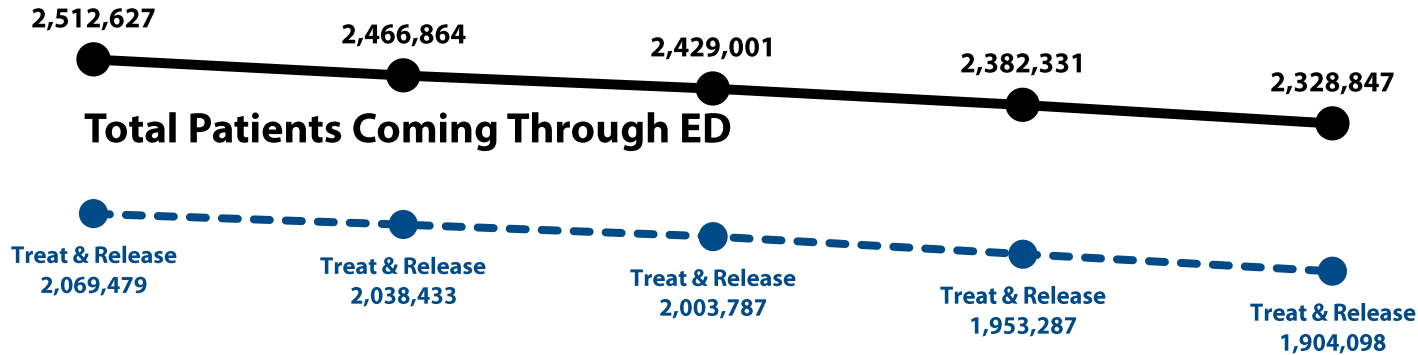 2,512,627
2,466,864
2,429,001
2,382,331
2,328,847
Total Patients Coming Through ED
Treat & Release
2,069,479
Treat & Release
2,038,433
Treat & Release
2,003,787
Treat & Release
1,953,287
Treat & Release
1,904,098